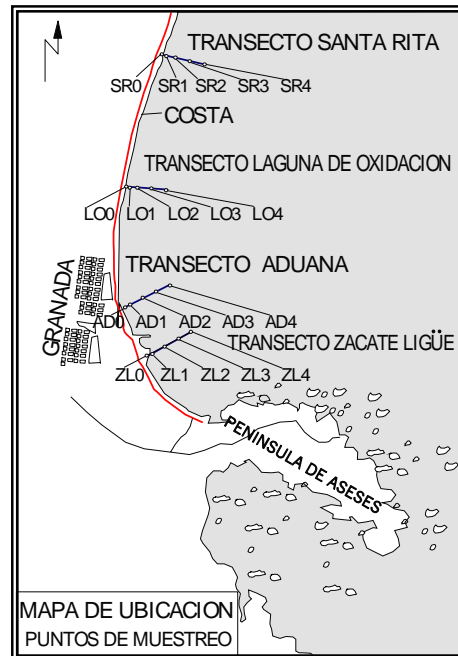 TRANSECTO SANTA RITA
SR0 SR1 SR2 SR3 SR4
COSTA
TRANSECTO LAGUNA DE OXIDACION
LO0 LO1 LO2 LO3 LO4
TRANSECTO ADUANA
GRANADA
AD0 AD1 AD2 AD3 AD4
TRANSECTO ZACATE LIGÜE
ZL0 ZL1 ZL2 ZL3 ZL4
PENINSULA DE ASESES
MAPA DE UBICACION
PUNTOS DE MUESTREO